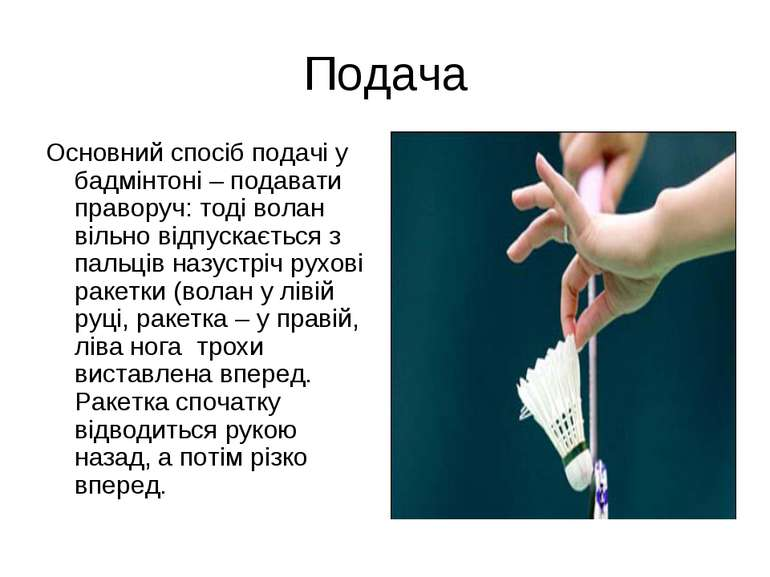 Подача
Основний спосіб подачі у
бадмінтоні – подавати
праворуч: тоді волан
вільно відпускається з
пальців назустріч рухові
ракетки (волан у лівій
руці, ракетка – у правій,
ліва нога  трохи
виставлена вперед.
Ракетка спочатку
відводиться рукою
назад, а потім різко
вперед.